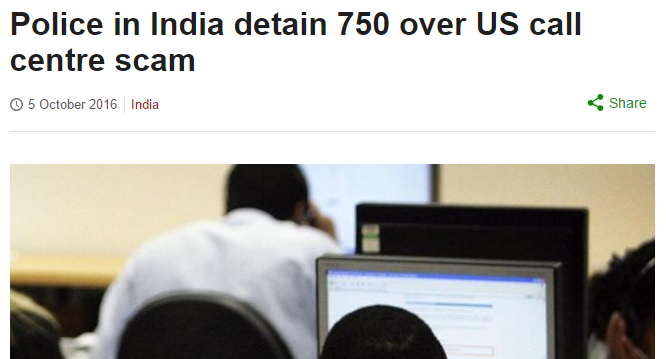 Police in India detain 750 over US call
centre scam
5 October 2016 India
Share